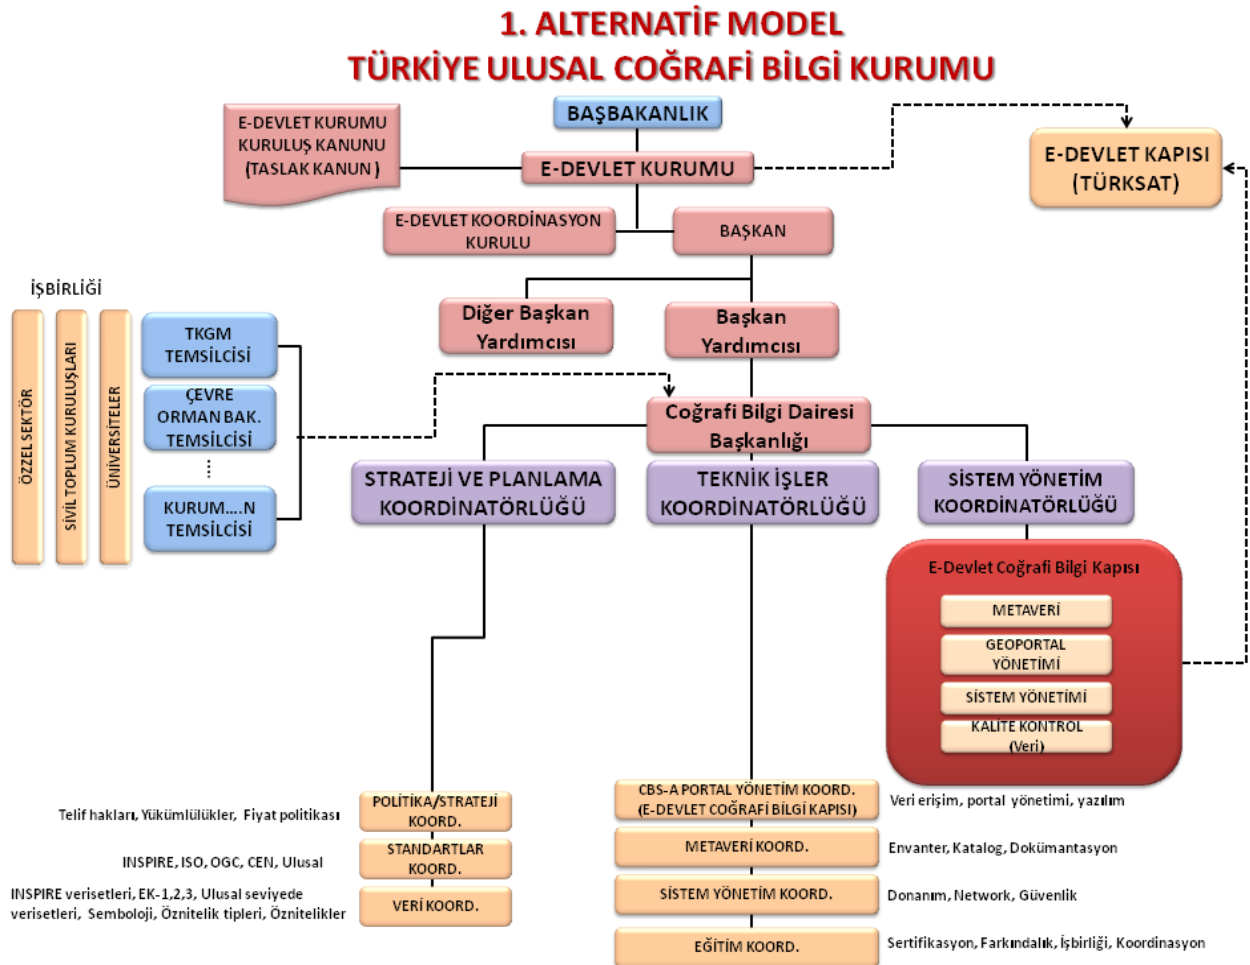 1. ALTERNATİF MODEL
TÜRKİYE ULUSAL COĞRAFİ BİLGİ KURUMU
BAŞBAKANLIK
E-DEVLET KURUMU
KURULUŞ KANUNU
(TASLAK KANUN )
E-DEVLET KURUMU
E-DEVLET KAPISI
(TÜRKSAT)
E-DEVLET KOORDİNASYON
KURULU
BAŞKAN
Diğer Başkan
Yardımcısı
Başkan
Yardımcısı
İŞBİRLİĞİ
ÖZZEL SEKTÖR
SİVİL TOPLUM KURULUŞLARI
ÜNİVERSİTELER
TKGM
TEMSİLCİSİ
ÇEVRE
ORMAN BAK.
TEMSİLCİSİ
....
KURUM....N
TEMSİLCİSİ
Coğrafi Bilgi Dairesi
Başkanlığı
STRATEJİ VE PLANLAMA
KOORDİNATÖRLÜĞÜ
TEKNİK İŞLER
KOORDİNATÖRLÜĞÜ
SİSTEM YÖNETİM
KOORDİNATÖRLÜĞÜ
E-Devlet Coğrafi Bilgi Kapısı
METAVERİ
GEOPORTAL
YÖNETİMİ
SİSTEM YÖNETİMİ
KALİTE KONTROL
(Veri)
Telif hakları, Yükümlülükler, Fiyat politikası
POLİTİKA/STRATEJİ
KOORD.
INSPIRE, ISO, OGC, CEN, Ulusal
STANDARTLAR
KOORD.
INSPIRE verisetleri, EK-1,2,3, Ulusal seviyede
verisetleri, Semboloji, Öznitelik tipleri, Öznitelikler
VERİ KOORD.
CBS-A PORTAL YÖNETİM KOORD.
(E-DEVLET COĞRAFİ BİLGİ KAPISI)
Veri erişim, portal yönetimi, yazılım
METAVERİ KOORD.
Envanter, Katalog, Dokümantasyon
SİSTEM YÖNETİM KOORD.
Donanım, Network, Güvenlik
EĞİTİM KOORD.
Sertifikasyon, Farkındalık, İşbirliği, Koordinasyon